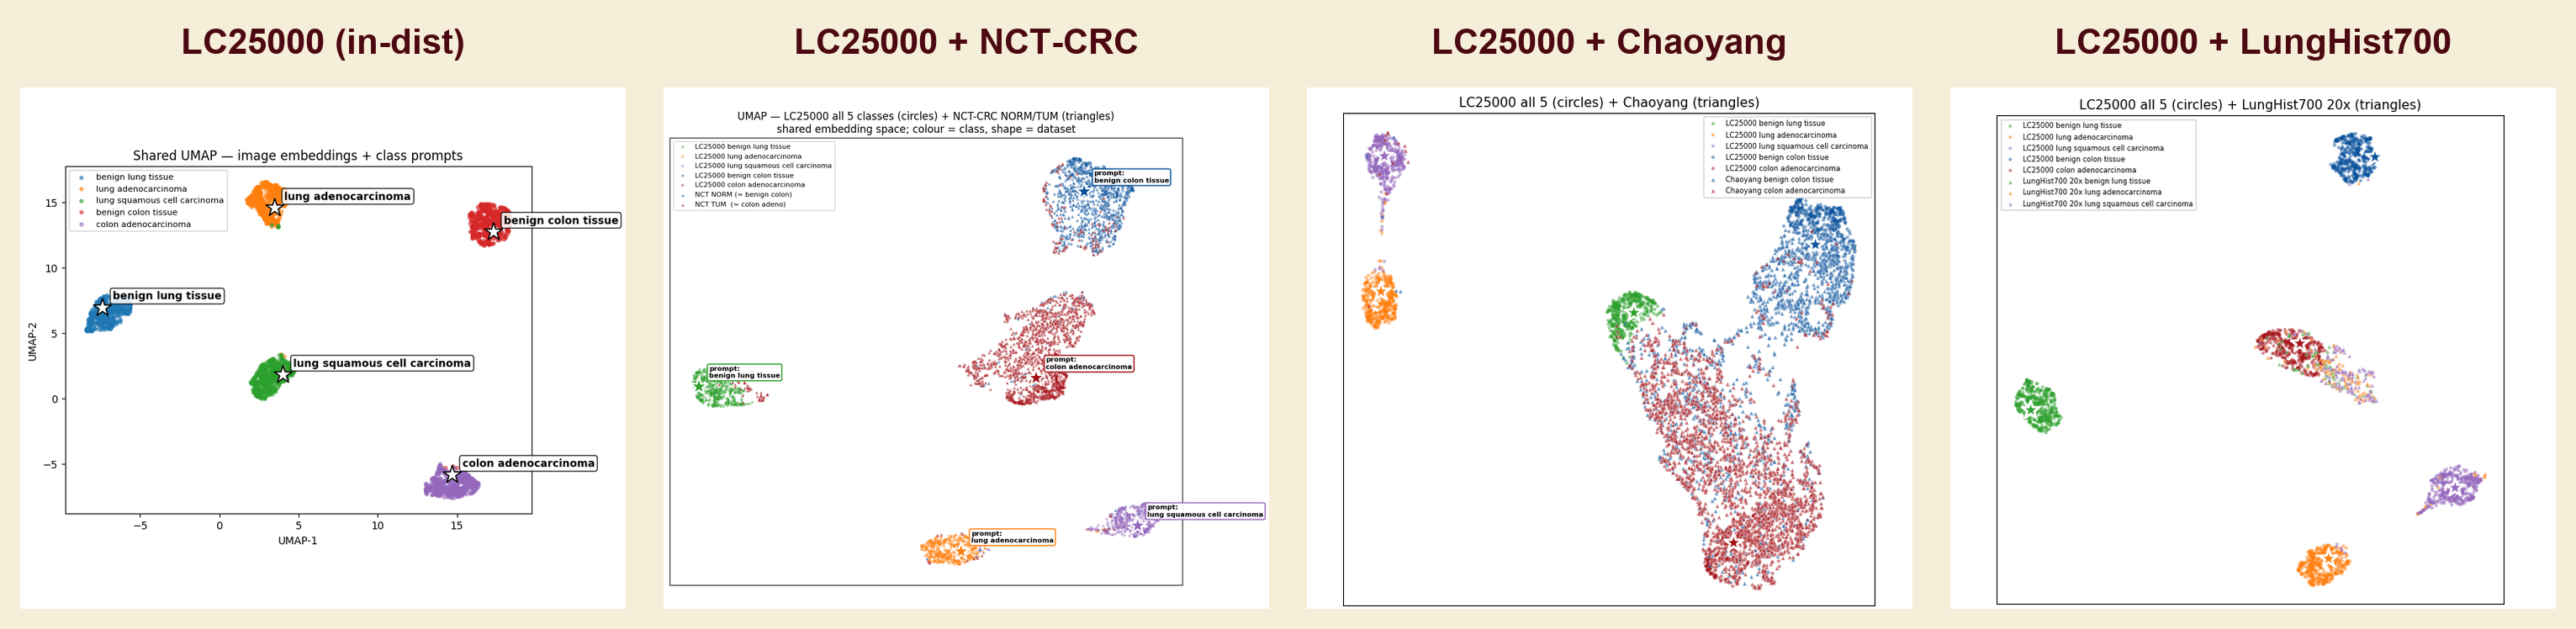 LC25000 (in-dist)
Shared UMAP — image embeddings + class prompts
benign lung tissue
lung adenocarcinoma
lung squamous cell carcinoma
benign colon tissue
colon adenocarcinoma
lung adenocarcinoma
benign colon tissue
benign lung tissue
lung squamous cell carcinoma
colon adenocarcinoma
15
10
5
0
−5
UMAP-2
−5
0
5
10
15
UMAP-1
LC25000 + NCT-CRC
UMAP — LC25000 all 5 classes (circles) + NCT-CRC NORM/TUM (triangles)
shared embedding space; colour = class, shape = dataset
LC25000 benign lung tissue
LC25000 lung adenocarcinoma
LC25000 lung squamous cell carcinoma
LC25000 benign colon tissue
LC25000 colon adenocarcinoma
NCT NORM (≈ benign colon)
NCT TUM (≈ colon adeno)
prompt:
benign colon tissue
prompt:
colon adenocarcinoma
prompt:
benign lung tissue
prompt:
lung squamous cell carcinoma
prompt:
lung adenocarcinoma
LC25000 + Chaoyang
LC25000 all 5 (circles) + Chaoyang (triangles)
LC25000 benign lung tissue
LC25000 lung adenocarcinoma
LC25000 lung squamous cell carcinoma
LC25000 benign colon tissue
LC25000 colon adenocarcinoma
Chaoyang benign colon tissue
Chaoyang colon adenocarcinoma
LC25000 + LungHist700
LC25000 all 5 (circles) + LungHist700 20x (triangles)
LC25000 benign lung tissue
LC25000 lung adenocarcinoma
LC25000 lung squamous cell carcinoma
LC25000 benign colon tissue
LC25000 colon adenocarcinoma
LungHist700 20x benign lung tissue
LungHist700 20x lung adenocarcinoma
LungHist700 20x lung squamous cell carcinoma